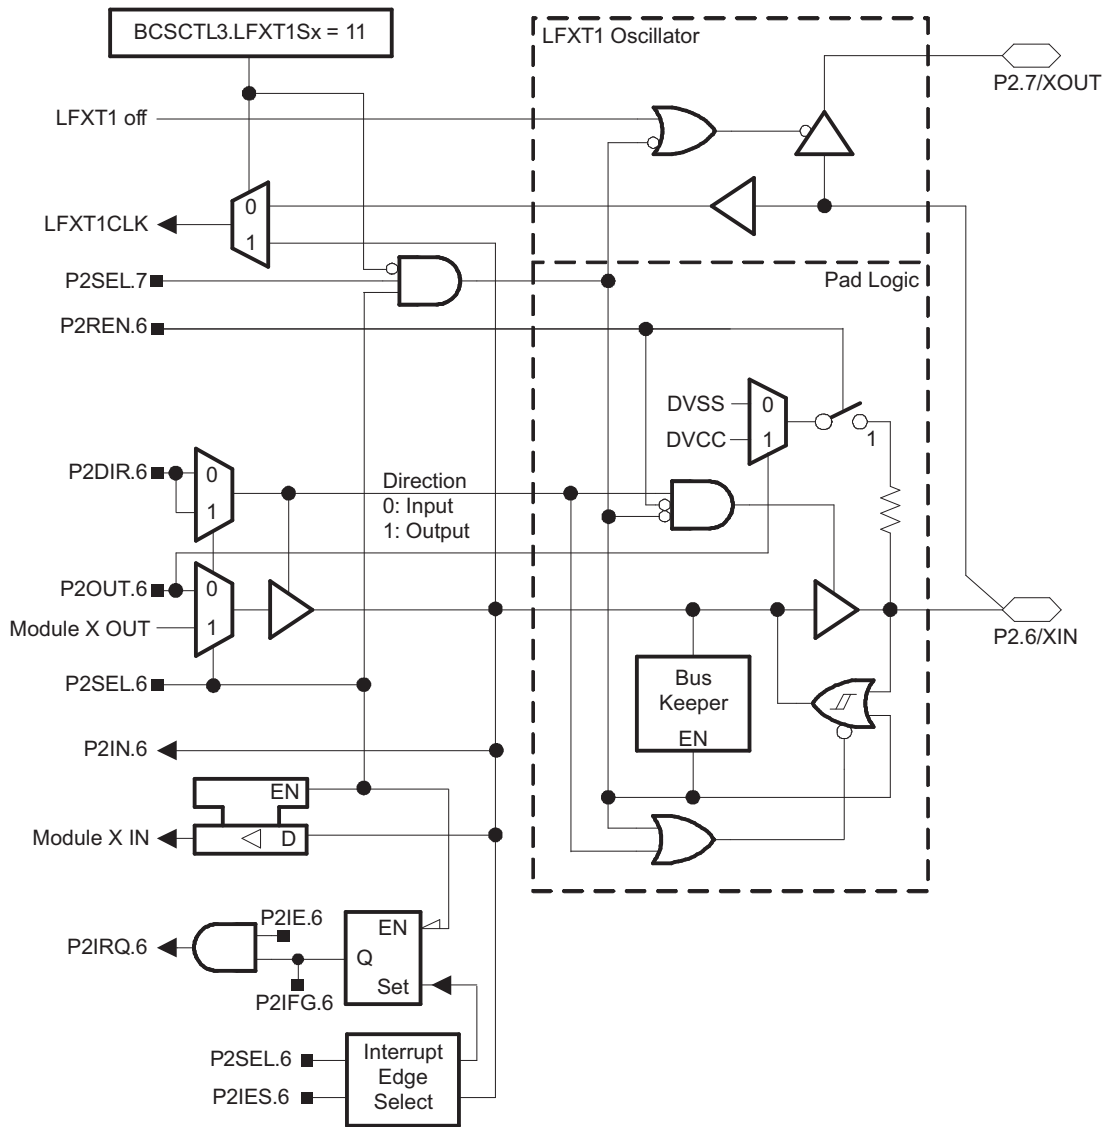 BCSCTL3.LFXT1Sx = 11
LFXT1 Oscillator
P2.7/XOUT
LFXT1 off
0
LFXT1CLK
1
P2SEL.7
Pad Logic
P2REN.6
DVSS
0
DVCC
1
1
P2DIR.6
0
1
Direction
0: Input
1: Output
P2OUT.6
0
Module X OUT
1
P2.6/XIN
P2SEL.6
Bus
Keeper
EN
P2IN.6
EN
Module X IN
D
P2IE.6
EN
P2IRQ.6
Q
Set
P2IFG.6
P2SEL.6
Interrupt
Edge
Select
P2IES.6